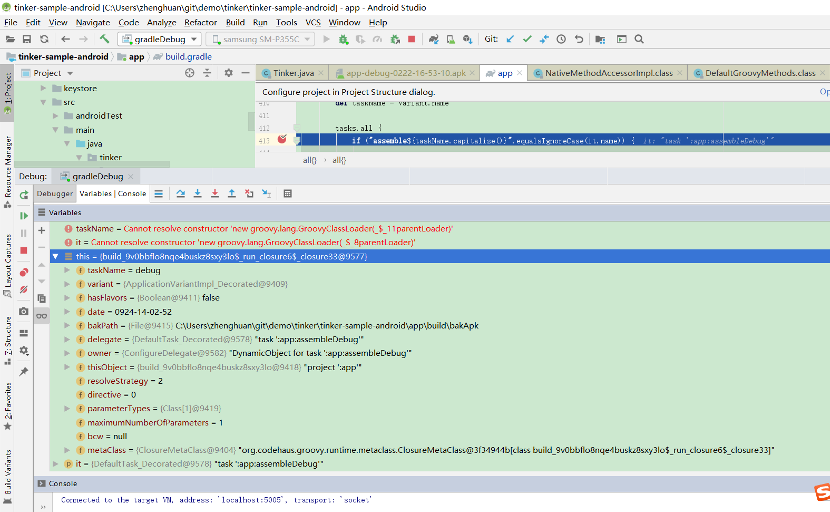 tinker-sample-android [C:\Users\zhenghuan\git\demo\tinker\tinker-sample-android] - app - Android Studio
File Edit View Navigate Code Analyze Refactor Build Run Tools VCS Window Help
gradleDebug samsung SM-P355C Git:
tinker-sample-android app build.gradle
Project Tinker.java app-debug-0222-16-53-10.apk app NativeMethodAccessorImpl.class DefaultGroovyMethods.class
1: Project
keystore
src
androidTest
main
java
tinker
Configure project in Project Structure dialog. Op
def taskName = variant.name
412 tasks.all {
413 if ("assemble${taskName.capitalize()}".equalsIgnoreCase(it.name)) { it: "task ':app:assembleDebug'"
all{} › all{}
Resource Manager
Layout Captures
Z: Structure
2: Favorites
Build Variants
Debug: gradleDebug
Debugger Variables | Console
Variables
taskName = Cannot resolve constructor 'new groovy.lang.GroovyClassLoader(_$_11parentLoader)'
it = Cannot resolve constructor 'new groovy.lang.GroovyClassLoader(_$_8parentLoader)'
this = {build_9v0bbflo8nqe4buskz8sxy3lo$_run_closure6$_closure33@9577}
taskName = debug
variant = {ApplicationVariantImpl_Decorated@9409}
hasFlavors = {Boolean@9411} false
date = 0924-14-02-52
bakPath = {File@9415} C:\Users\zhenghuan\git\demo\tinker\tinker-sample-android\app\build\bakApk
delegate = {DefaultTask_Decorated@9578} "task ':app:assembleDebug'"
owner = {ConfigureDelegate@9582} "DynamicObject for task ':app:assembleDebug'"
thisObject = {build_9v0bbflo8nqe4buskz8sxy3lo@9418} "project ':app'"
resolveStrategy = 2
directive = 0
parameterTypes = {Class[1]@9419}
maximumNumberOfParameters = 1
bcw = null
metaClass = {ClosureMetaClass@9404} "org.codehaus.groovy.runtime.metaclass.ClosureMetaClass@3f34944b[class build_9v0bbflo8nqe4buskz8sxy3lo$_run_closure6$_closure33]"
it = {DefaultTask_Decorated@9578} "task ':app:assembleDebug'"
Console
Connected to the target VM, address: 'localhost:5005', transport: 'socket'